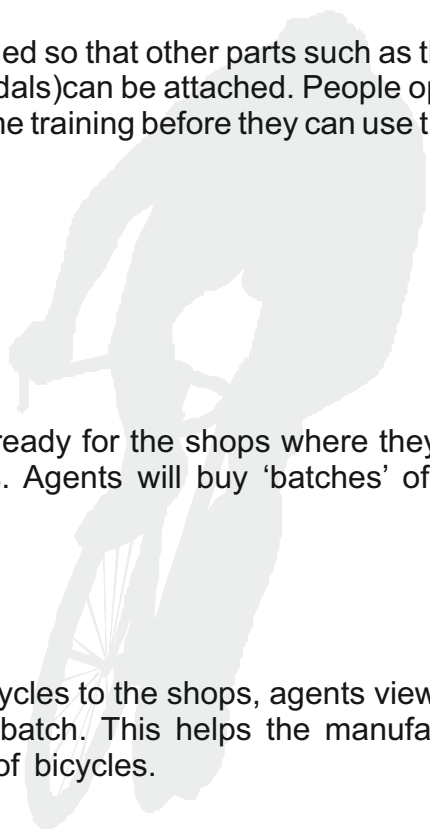 ed so that other parts such as t
dals)can be attached. People op
ne training before they can use t
ready for the shops where they
s. Agents will buy ‘batches’ of
ycles to the shops, agents view
batch. This helps the manufa
of bicycles.